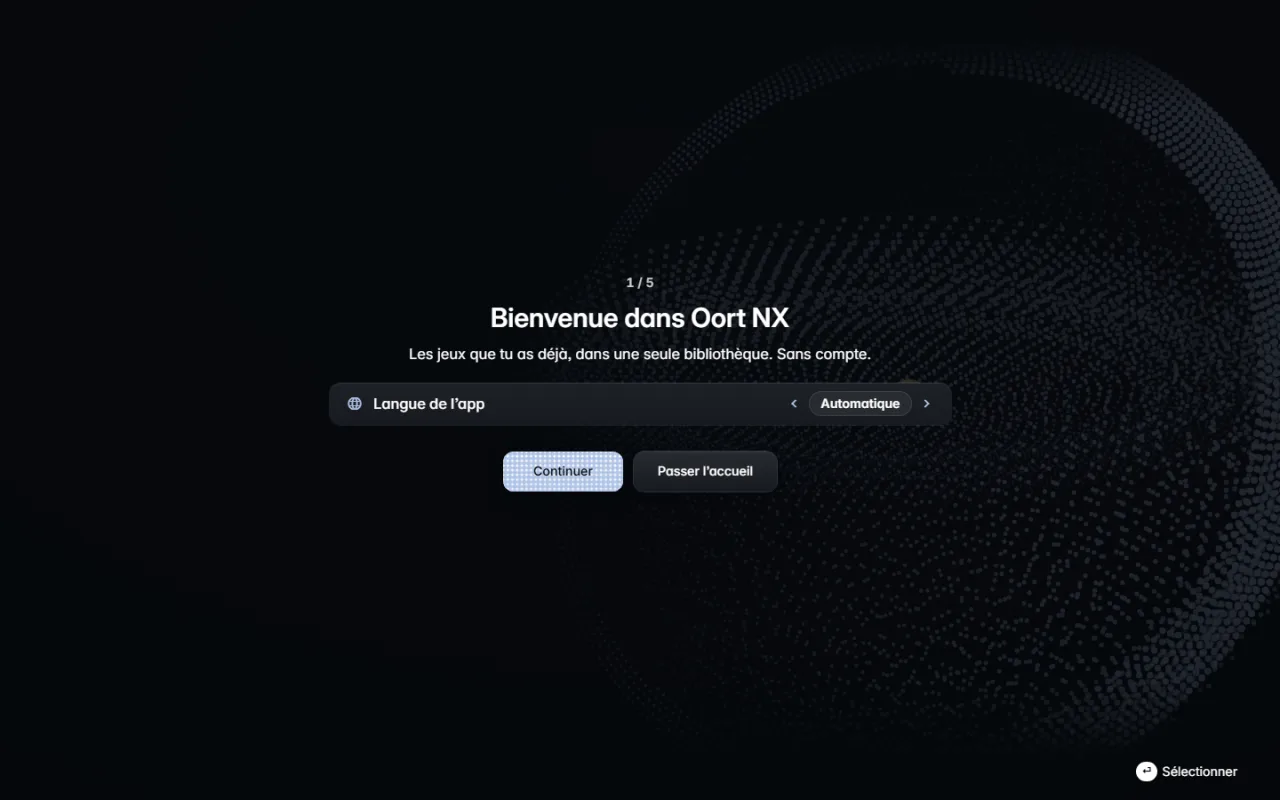 1 / 5
Bienvenue dans Oort NX
Les jeux que tu as déjà, dans une seule bibliothèque. Sans compte.
Langue de l’app
Automatique
Continuer
Passer l'accueil
Sélectionner